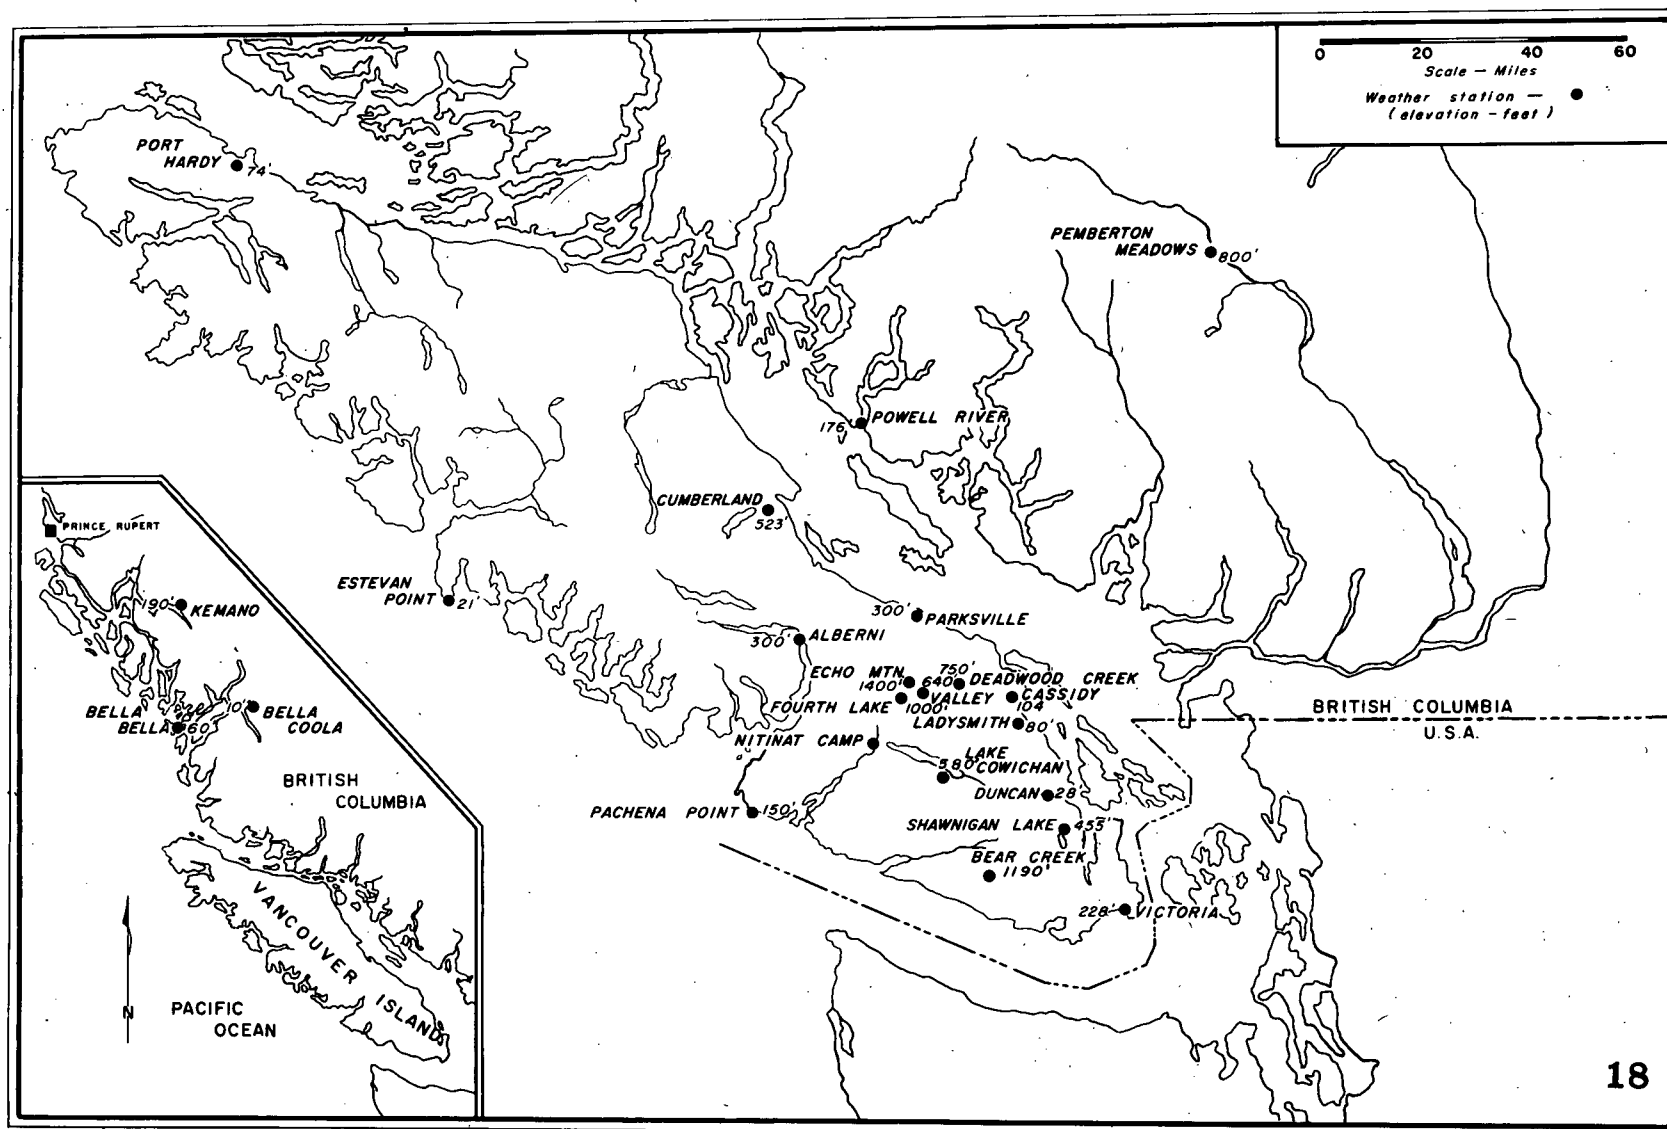 0 20 40 60
Scale — Miles
Weather station — ●
( elevation - feet )
PORT
HARDY
74'
PEMBERTON
MEADOWS
800'
176'
POWELL RIVER
CUMBERLAND
523'
ESTEVAN
POINT
21'
300'
PARKSVILLE
300'
ALBERNI
ECHO MTN.
1400'
640'
750'
DEADWOOD CREEK
FOURTH LAKE
1000'
VALLEY
CASSIDY
104'
LADYSMITH
80'
NITINAT CAMP
LAKE
COWICHAN
580'
DUNCAN
28'
PACHENA POINT
150'
SHAWNIGAN LAKE
455'
BEAR CREEK
1190'
228'
VICTORIA
BRITISH COLUMBIA
U.S.A.
PRINCE RUPERT
190'
KEMANO
BELLA
BELLA
60'
10'
BELLA
COOLA
BRITISH
COLUMBIA
VANCOUVER ISLAND
N
PACIFIC
OCEAN
18